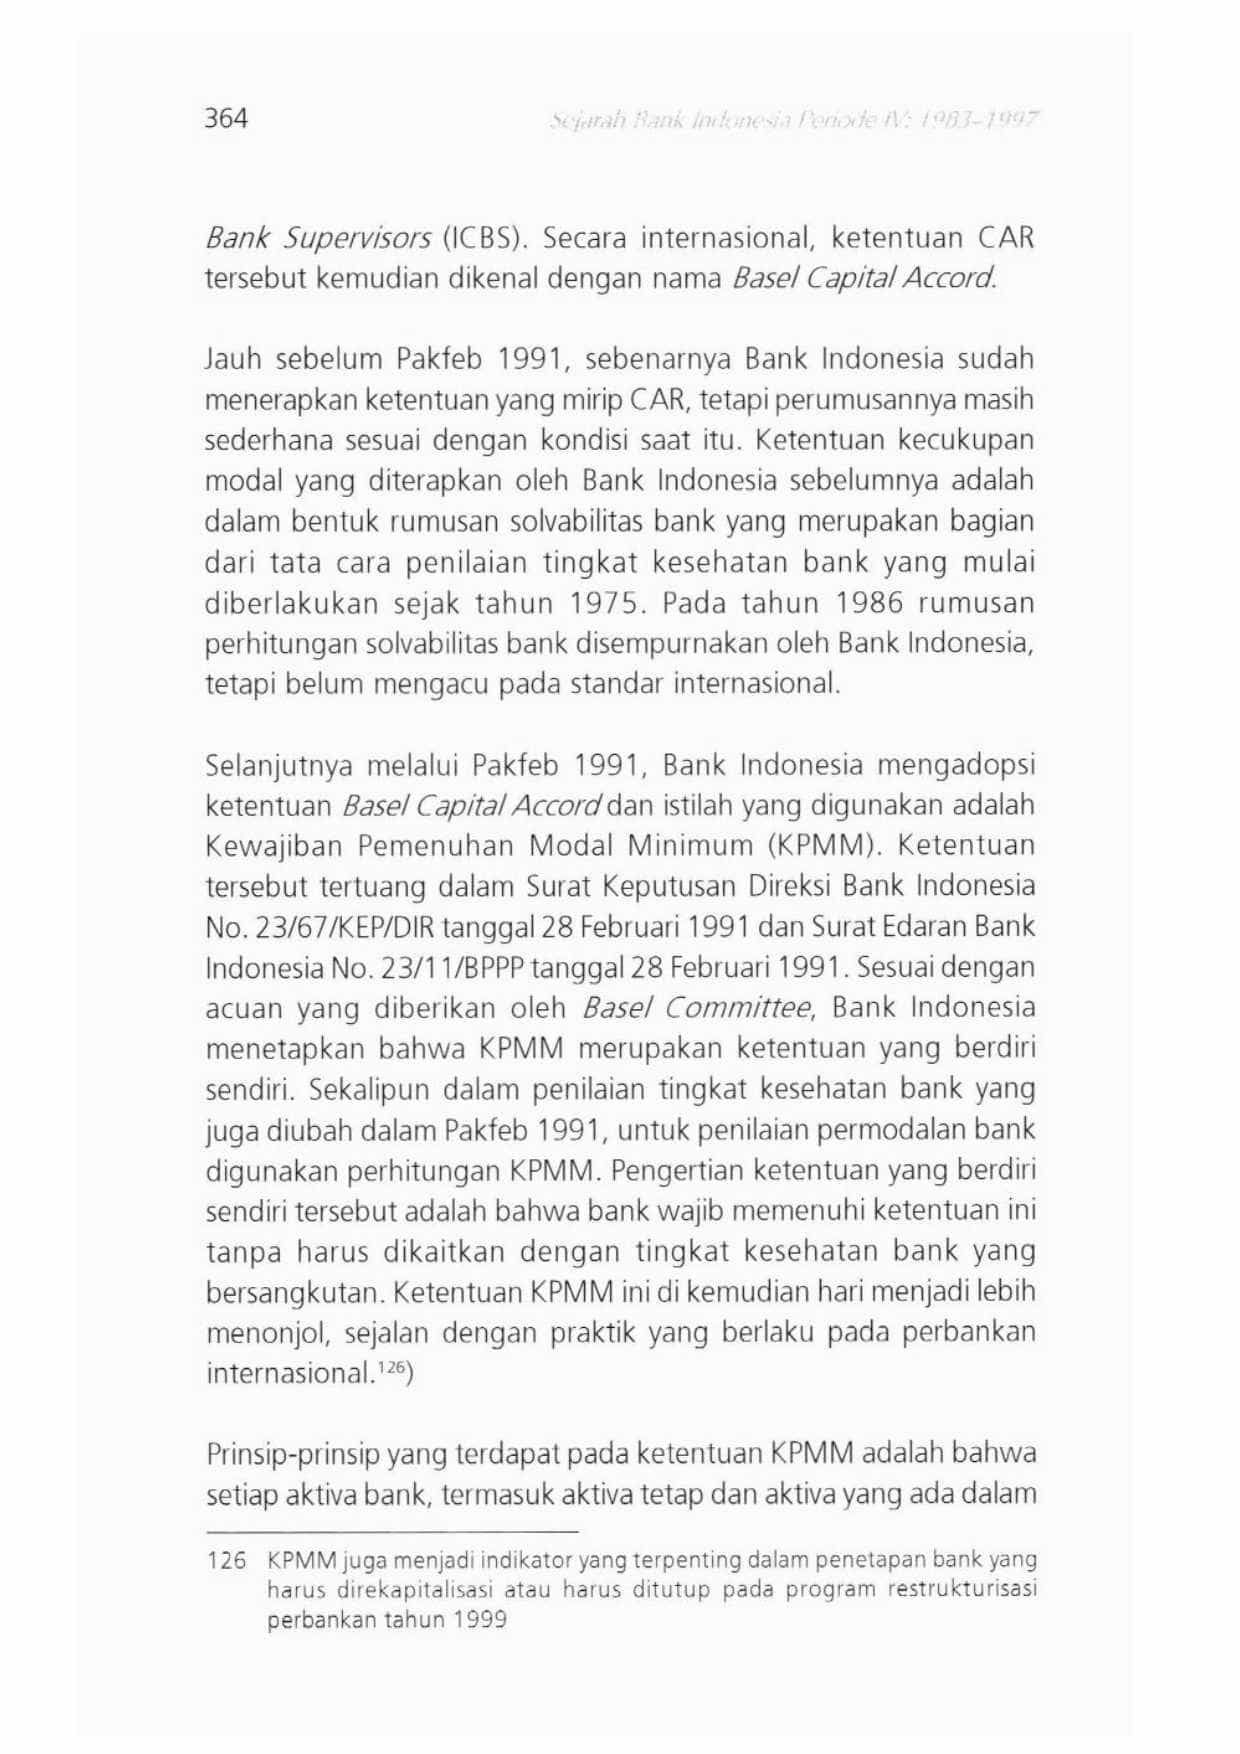 364
Sejarah Bank Indonesia Periode IV: 1983–1997
Bank Supervisors (ICBS). Secara internasional, ketentuan CAR
tersebut kemudian dikenal dengan nama Basel Capital Accord.
Jauh sebelum Pakfeb 1991, sebenarnya Bank Indonesia sudah
menerapkan ketentuan yang mirip CAR, tetapi perumusannya masih
sederhana sesuai dengan kondisi saat itu. Ketentuan kecukupan
modal yang diterapkan oleh Bank Indonesia sebelumnya adalah
dalam bentuk rumusan solvabilitas bank yang merupakan bagian
dari tata cara penilaian tingkat kesehatan bank yang mulai
diberlakukan sejak tahun 1975. Pada tahun 1986 rumusan
perhitungan solvabilitas bank disempurnakan oleh Bank Indonesia,
tetapi belum mengacu pada standar internasional.
Selanjutnya melalui Pakfeb 1991, Bank Indonesia mengadopsi
ketentuan Basel Capital Accord dan istilah yang digunakan adalah
Kewajiban Pemenuhan Modal Minimum (KPMM). Ketentuan
tersebut tertuang dalam Surat Keputusan Direksi Bank Indonesia
No. 23/67/KEP/DIR tanggal 28 Februari 1991 dan Surat Edaran Bank
Indonesia No. 23/11/BPPP tanggal 28 Februari 1991. Sesuai dengan
acuan yang diberikan oleh Basel Committee, Bank Indonesia
menetapkan bahwa KPMM merupakan ketentuan yang berdiri
sendiri. Sekalipun dalam penilaian tingkat kesehatan bank yang
juga diubah dalam Pakfeb 1991, untuk penilaian permodalan bank
digunakan perhitungan KPMM. Pengertian ketentuan yang berdiri
sendiri tersebut adalah bahwa bank wajib memenuhi ketentuan ini
tanpa harus dikaitkan dengan tingkat kesehatan bank yang
bersangkutan. Ketentuan KPMM ini di kemudian hari menjadi lebih
menonjol, sejalan dengan praktik yang berlaku pada perbankan
internasional.126)
Prinsip-prinsip yang terdapat pada ketentuan KPMM adalah bahwa
setiap aktiva bank, termasuk aktiva tetap dan aktiva yang ada dalam
126 KPMM juga menjadi indikator yang terpenting dalam penetapan bank yang
harus direkapitalisasi atau harus ditutup pada program restrukturisasi
perbankan tahun 1999